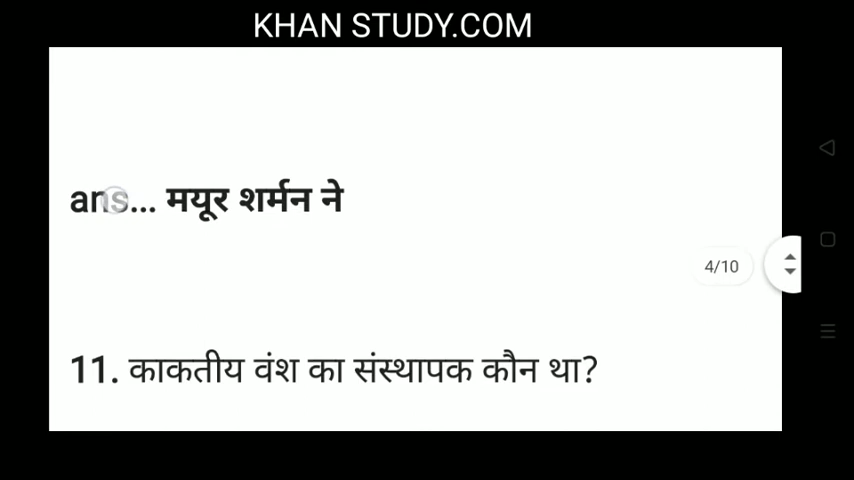 KHAN STUDY.COM
ans... मयूर शर्मन ने
4/10
11. काकतीय वंश का संस्थापक कौन था?